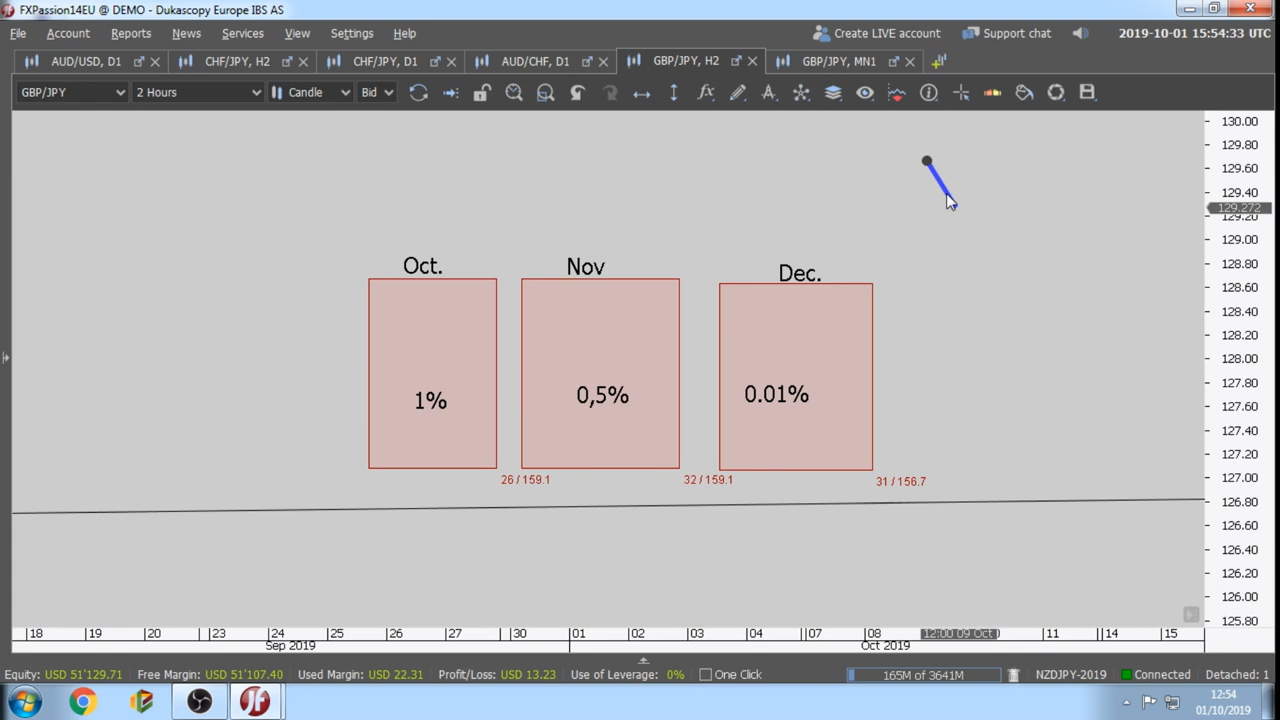 FXPassion14EU @ DEMO - Dukascopy Europe IBS AS
File Account Reports News Services View Settings Help Create LIVE account Support chat 2019-10-01 15:54:33 UTC
AUD/USD, D1 CHF/JPY, H2 CHF/JPY, D1 AUD/CHF, D1 GBP/JPY, H2 GBP/JPY, MN1
GBP/JPY 2 Hours Candle Bid
130.00
129.80
129.60
129.40
129.272
129.20
129.00
128.80
128.60
128.40
128.20
128.00
127.80
127.60
127.40
127.20
127.00
126.80
126.60
126.40
126.20
126.00
125.80
Oct. Nov Dec.
1% 0,5% 0.01%
26 / 159.1 32 / 159.1 31 / 156.7
18 19 20 23 24 25 26 27 30 01 02 03 04 07 08 12:00 09 Oct 11 14 15
Sep 2019 Oct 2019
Equity: USD 51'129.71 Free Margin: USD 51'107.40 Used Margin: USD 22.31 Profit/Loss: USD 13.23 Use of Leverage: 0% One Click 165M of 3641M NZDJPY-2019 Connected Detached: 1
12:54
01/10/2019